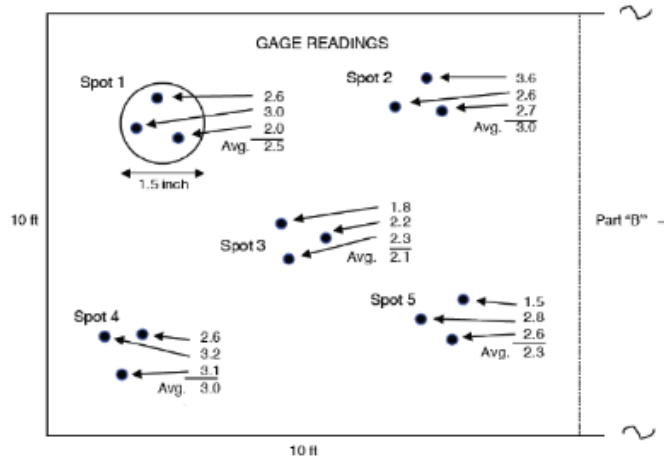 GAGE READINGS
Spot 1
2.6
3.0
2.0
Avg. 2.5
1.5 inch
Spot 2
3.6
2.6
2.7
Avg. 3.0
10 ft
Part "B"
Spot 3
1.8
2.2
2.3
Avg. 2.1
Spot 4
2.6
3.2
3.1
Avg. 3.0
Spot 5
1.5
2.8
2.6
Avg. 2.3
10 ft